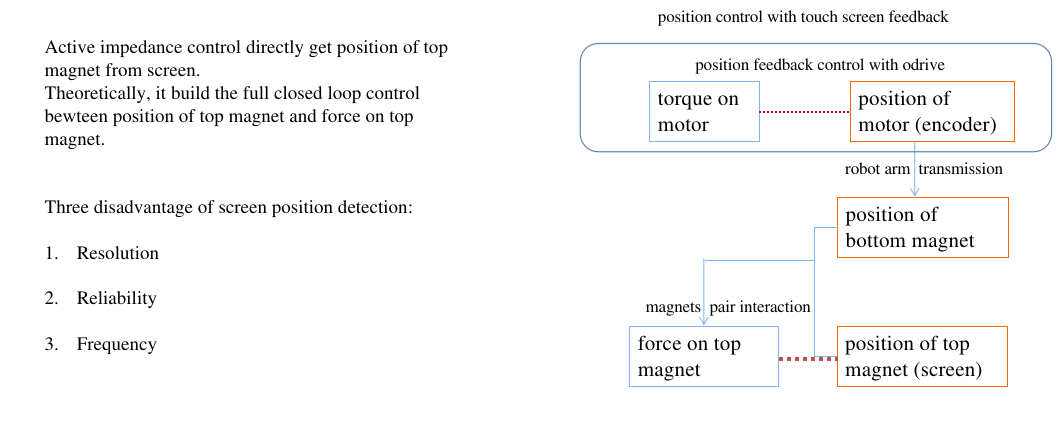 Active impedance control directly get position of top
magnet from screen.
Theoretically, it build the full closed loop control
bewteen position of top magnet and force on top
magnet.
Three disadvantage of screen position detection:
1. Resolution
2. Reliability
3. Frequency
position control with touch screen feedback
position feedback control with odrive
torque on
motor
position of
motor (encoder)
robot arm transmission
position of
bottom magnet
magnets pair interaction
force on top
magnet
position of top
magnet (screen)